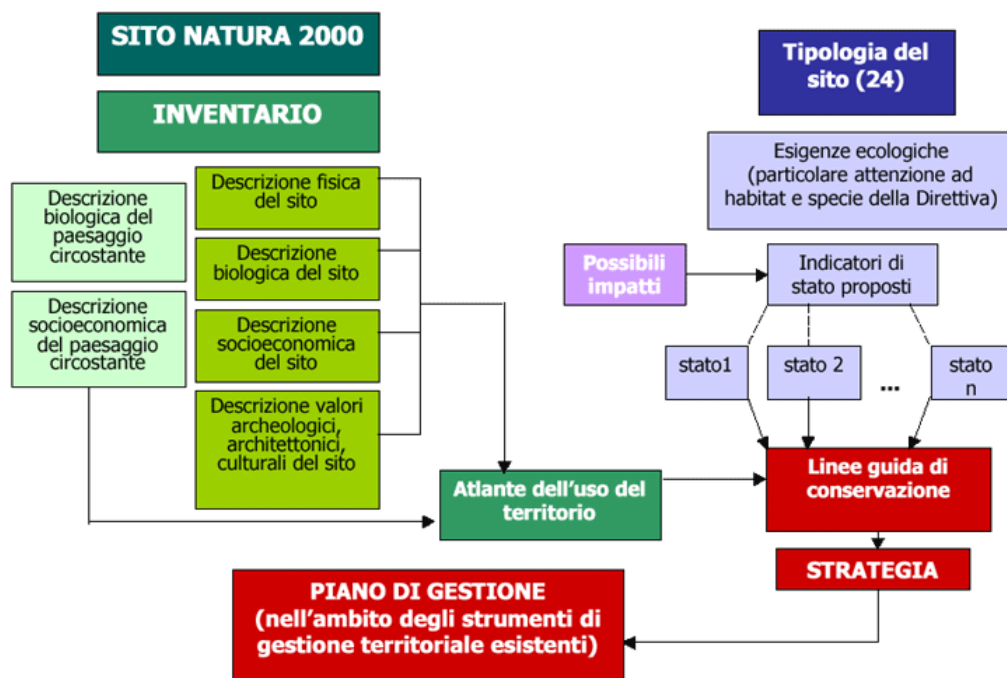 SITO NATURA 2000
INVENTARIO
Descrizione
biologica del
paesaggio
circostante
Descrizione
socioeconomica
del paesaggio
circostante
Descrizione fisica
del sito
Descrizione
biologica del sito
Descrizione
socioeconomica
del sito
Descrizione valori
archeologici,
architettonici,
culturali del sito
Tipologia del
sito (24)
Esigenze ecologiche
(particolare attenzione ad
habitat e specie della Direttiva)
Possibili
impatti
Indicatori di
stato proposti
stato1
stato 2
...
stato
n
Atlante dell'uso del
territorio
Linee guida di
conservazione
STRATEGIA
PIANO DI GESTIONE
(nell'ambito degli strumenti di
gestione territoriale esistenti)